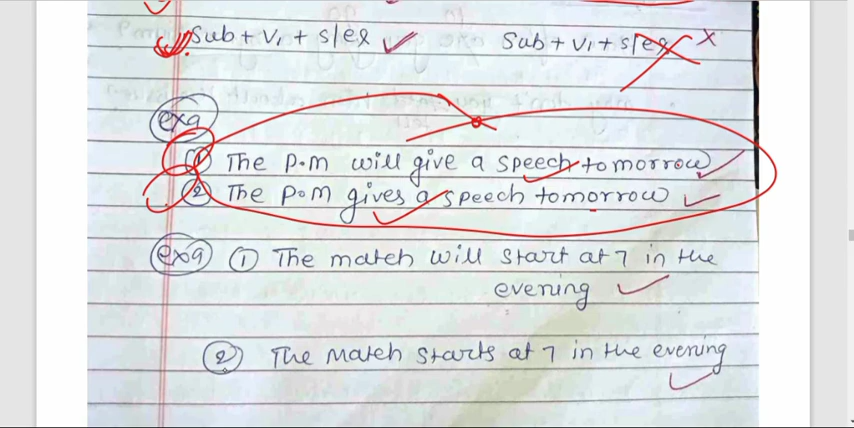 Sub + V₁ + s/es ✓ Sub + V₁ + s/es ×
exa
① The P.M will give a speech tomorrow ✓
② The P.M gives a speech tomorrow ✓
exa ① The match will start at 7 in the
evening ✓
② The match starts at 7 in the evening